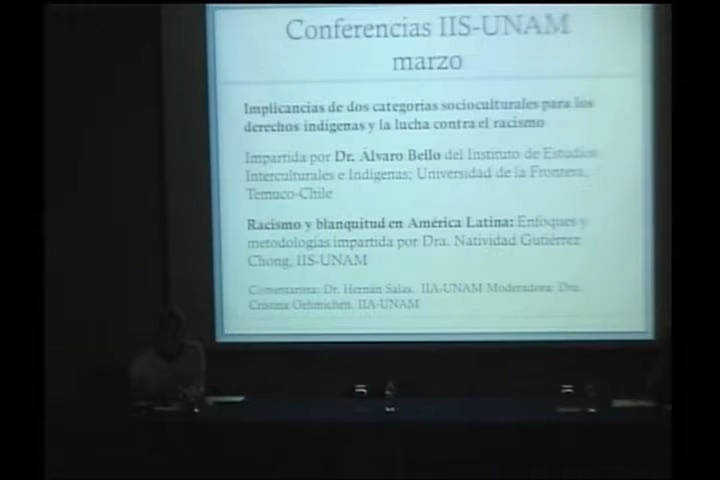 Conferencias IIS-UNAM
marzo
Implicancias de dos categorías socioculturales para los
derechos indígenas y la lucha contra el racismo
Impartida por Dr. Álvaro Bello del Instituto de Estudios
Interculturales e Indígenas; Universidad de la Frontera,
Temuco-Chile
Racismo y blanquitud en América Latina: Enfoques y
metodologías impartida por Dra. Natividad Gutiérrez
Chong, IIS-UNAM
Comentarista: Dr. Hernán Salas, IIA-UNAM Moderadora: Dra.
Cristina Oehmichen, IIA-UNAM